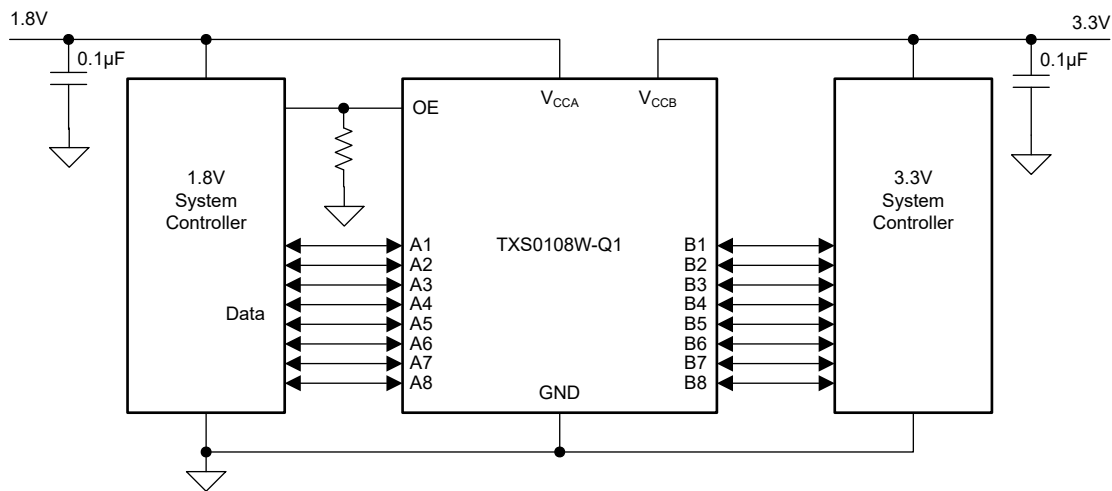 1.8V
3.3V
0.1µF
0.1µF
OE
VCCA
VCCB
1.8V
System
Controller
3.3V
System
Controller
TXS0108W-Q1
A1
A2
A3
A4
A5
A6
A7
A8
Data
B1
B2
B3
B4
B5
B6
B7
B8
GND